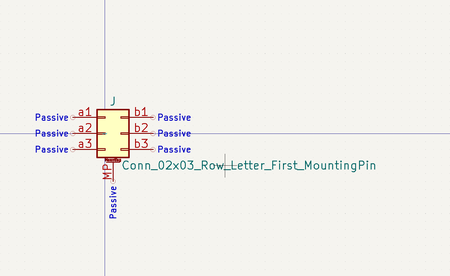 J
Passive a1 b1 Passive
Passive a2 b2 Passive
Passive a3 b3 Passive
MP Conn_02x03_Row_Letter_First_MountingPin
Passive